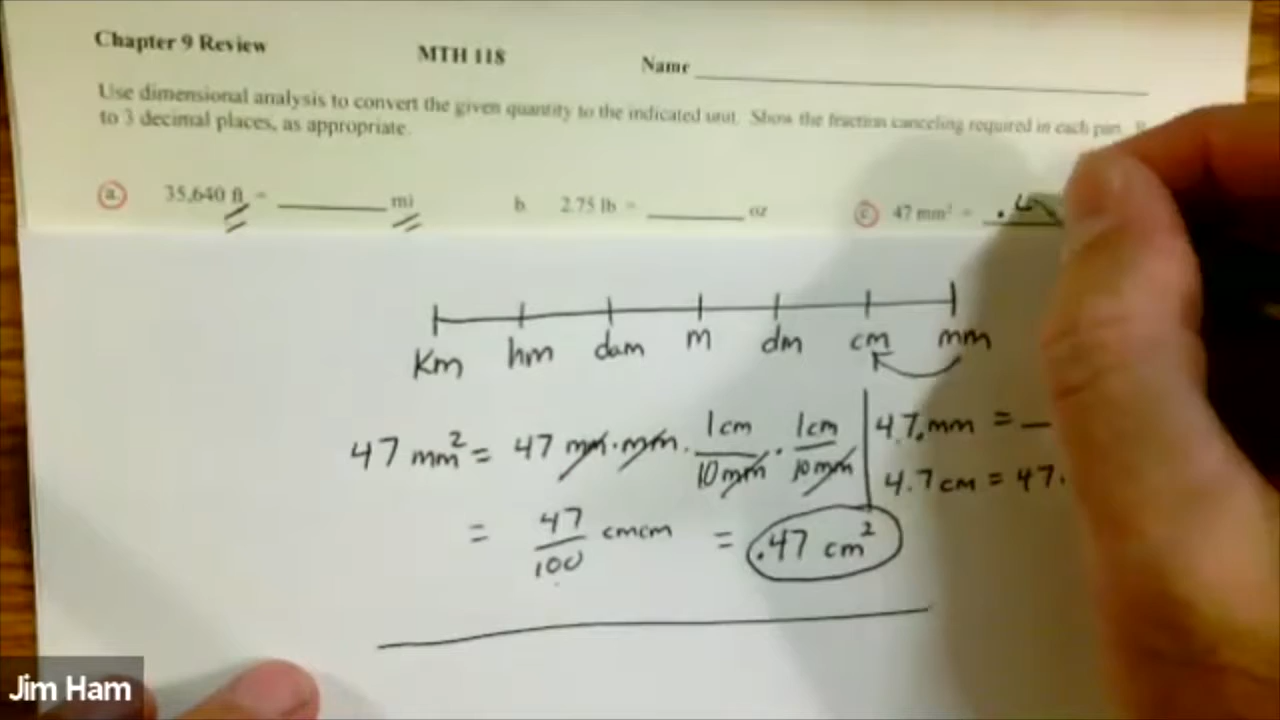 Chapter 9 Review MTH 118 Name
Use dimensional analysis to convert the given quantity to the indicated unit. Show the fraction canceling required in each part.
to 3 decimal places, as appropriate.
a. 35,640 ft = mi b. 2.75 lb = oz c. 47 mm² = .4
Km hm dam m dm cm mm
47 mm² = 47 mm · mm · 1cm/10mm · 1cm/10mm
47. mm =
4.7 cm = 47.
= 47/100 cmcm = .47 cm²
Jim Ham